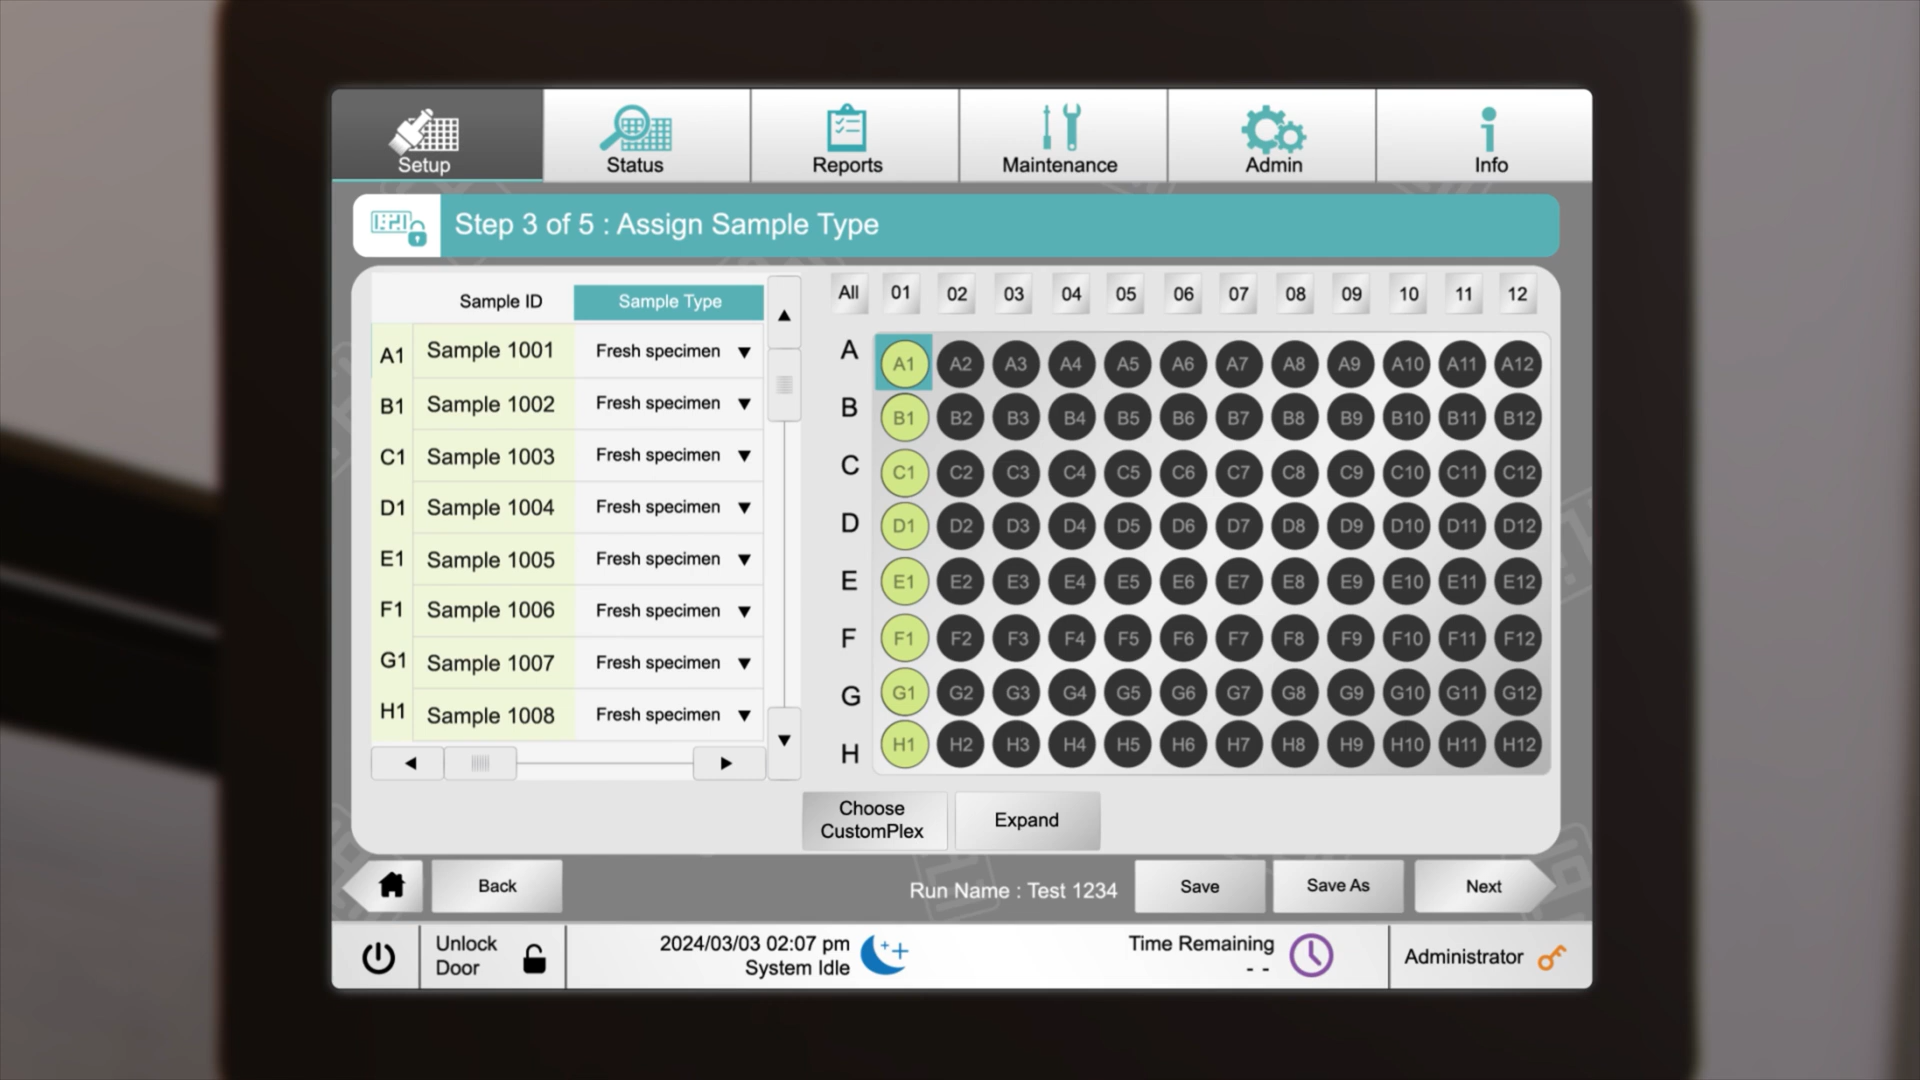 Setup
Status
Reports
Maintenance
Admin
Info
Step 3 of 5 : Assign Sample Type
Sample ID Sample Type
A1 Sample 1001 Fresh specimen
B1 Sample 1002 Fresh specimen
C1 Sample 1003 Fresh specimen
D1 Sample 1004 Fresh specimen
E1 Sample 1005 Fresh specimen
F1 Sample 1006 Fresh specimen
G1 Sample 1007 Fresh specimen
H1 Sample 1008 Fresh specimen
All 01 02 03 04 05 06 07 08 09 10 11 12
A A1 A2 A3 A4 A5 A6 A7 A8 A9 A10 A11 A12
B B1 B2 B3 B4 B5 B6 B7 B8 B9 B10 B11 B12
C C1 C2 C3 C4 C5 C6 C7 C8 C9 C10 C11 C12
D D1 D2 D3 D4 D5 D6 D7 D8 D9 D10 D11 D12
E E1 E2 E3 E4 E5 E6 E7 E8 E9 E10 E11 E12
F F1 F2 F3 F4 F5 F6 F7 F8 F9 F10 F11 F12
G G1 G2 G3 G4 G5 G6 G7 G8 G9 G10 G11 G12
H H1 H2 H3 H4 H5 H6 H7 H8 H9 H10 H11 H12
Choose
CustomPlex
Expand
Back
Run Name : Test 1234
Save
Save As
Next
Unlock
Door
2024/03/03 02:07 pm
System Idle
Time Remaining
- -
Administrator